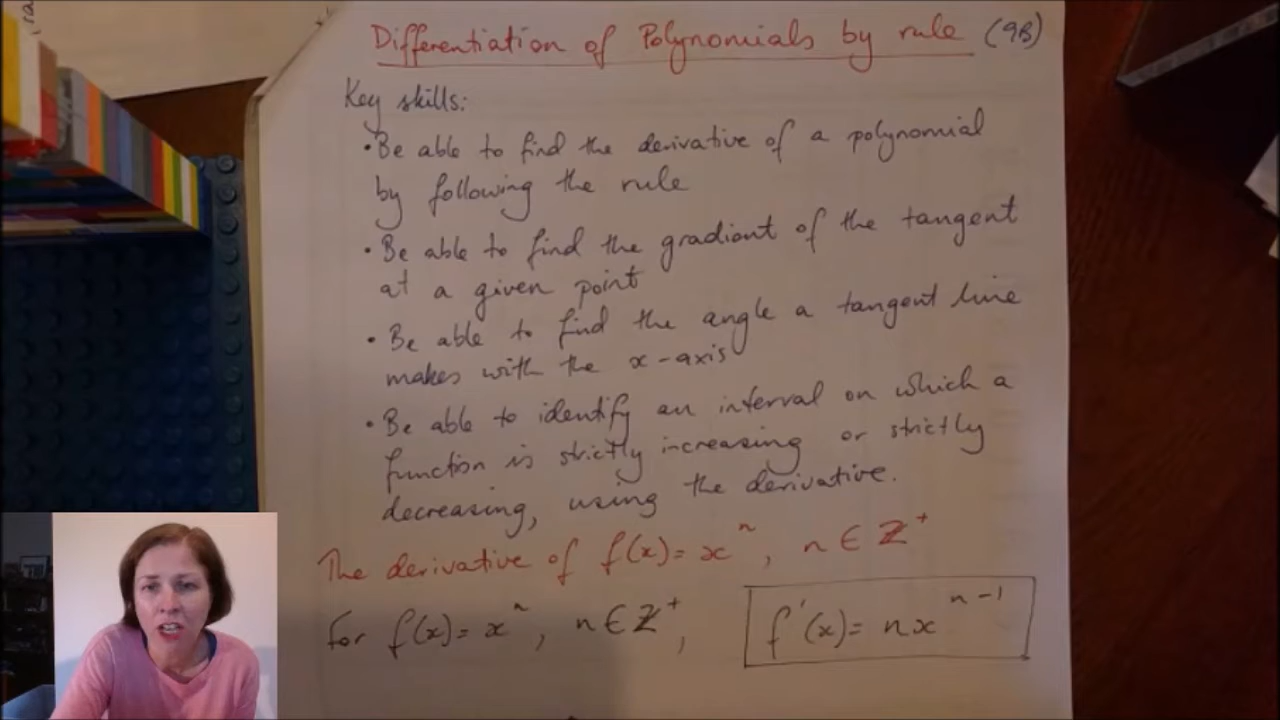 Differentiation of Polynomials by rule (9B)
Key skills:
• Be able to find the derivative of a polynomial
by following the rule
• Be able to find the gradient of the tangent
at a given point
• Be able to find the angle a tangent line
makes with the x-axis
• Be able to identify an interval on which a
function is strictly increasing or strictly
decreasing, using the derivative.
The derivative of f(x) = xⁿ, n ∈ ℤ⁺
For f(x) = xⁿ, n ∈ ℤ⁺, f'(x) = nxⁿ⁻¹